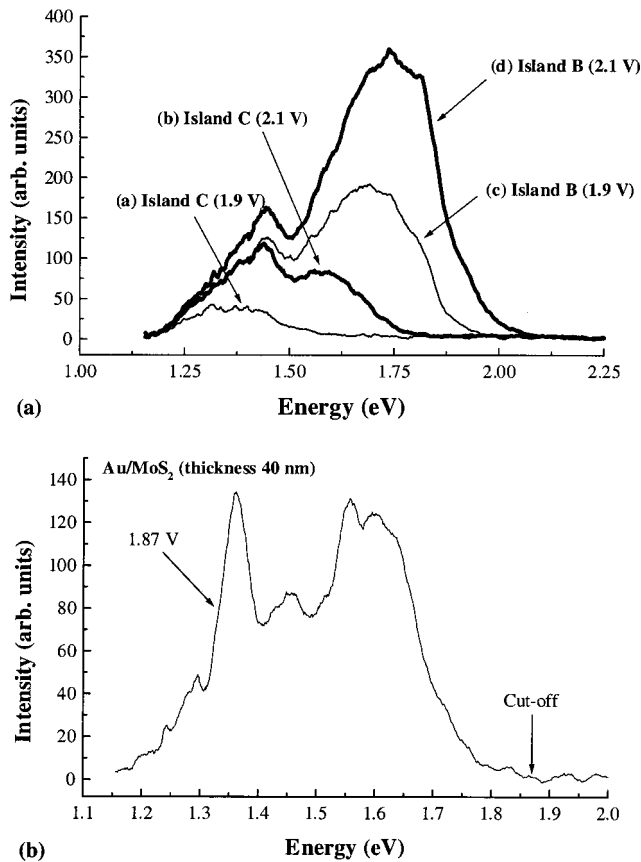 400
350
300
250
200
150
100
50
0
Intensity (arb. units)
(d) Island B (2.1 V)
(b) Island C (2.1 V)
(a) Island C (1.9 V)
(c) Island B (1.9 V)
1.00 1.25 1.50 1.75 2.00 2.25
(a) Energy (eV)
140
120
100
80
60
40
20
0
Intensity (arb. units)
Au/MoS2 (thickness 40 nm)
1.87 V
Cut-off
1.1 1.2 1.3 1.4 1.5 1.6 1.7 1.8 1.9 2.0
(b) Energy (eV)